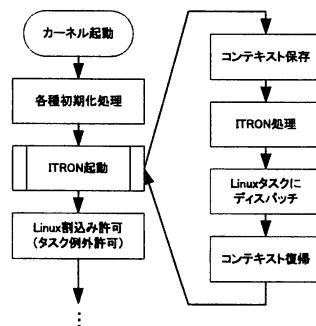 カーネル起動
各種初期化処理
ITRON起動
Linux割込み許可
(タスク例外許可)
コンテキスト保存
ITRON処理
Linuxタスクに
ディスパッチ
コンテキスト復帰